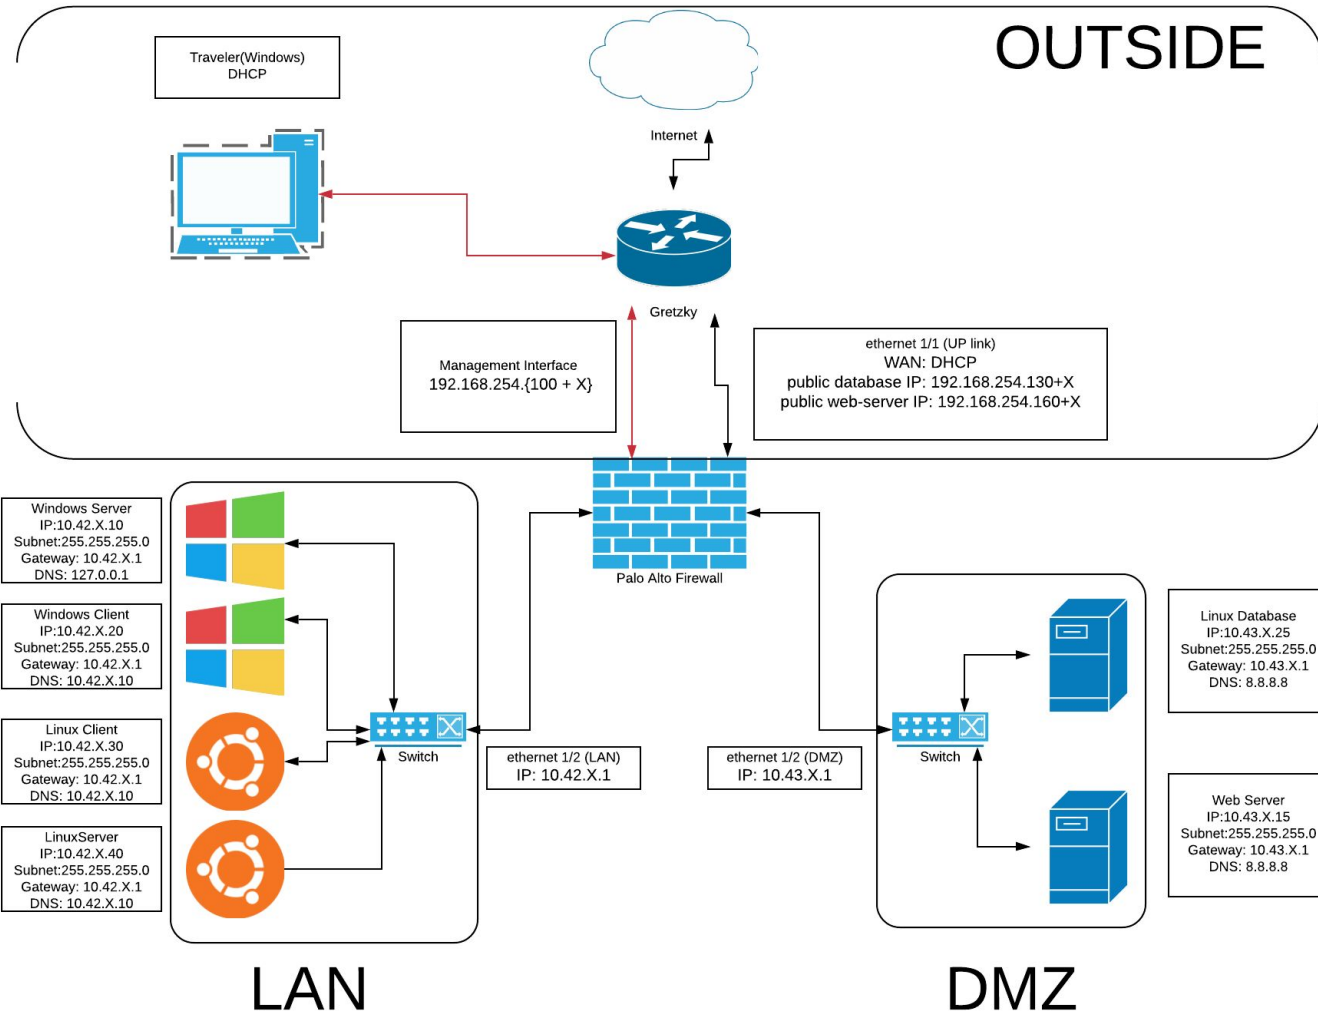 OUTSIDE
Traveler(Windows)
DHCP
Internet
Gretzky
Management Interface
192.168.254.{100 + X}
ethernet 1/1 (UP link)
WAN: DHCP
public database IP: 192.168.254.130+X
public web-server IP: 192.168.254.160+X
Palo Alto Firewall
Windows Server
IP:10.42.X.10
Subnet:255.255.255.0
Gateway: 10.42.X.1
DNS: 127.0.0.1
Windows Client
IP:10.42.X.20
Subnet:255.255.255.0
Gateway: 10.42.X.1
DNS: 10.42.X.10
Linux Client
IP:10.42.X.30
Subnet:255.255.255.0
Gateway: 10.42.X.1
DNS: 10.42.X.10
LinuxServer
IP:10.42.X.40
Subnet:255.255.255.0
Gateway: 10.42.X.1
DNS: 10.42.X.10
Switch
ethernet 1/2 (LAN)
IP: 10.42.X.1
ethernet 1/2 (DMZ)
IP: 10.43.X.1
Switch
Linux Database
IP:10.43.X.25
Subnet:255.255.255.0
Gateway: 10.43.X.1
DNS: 8.8.8.8
Web Server
IP:10.43.X.15
Subnet:255.255.255.0
Gateway: 10.43.X.1
DNS: 8.8.8.8
LAN
DMZ